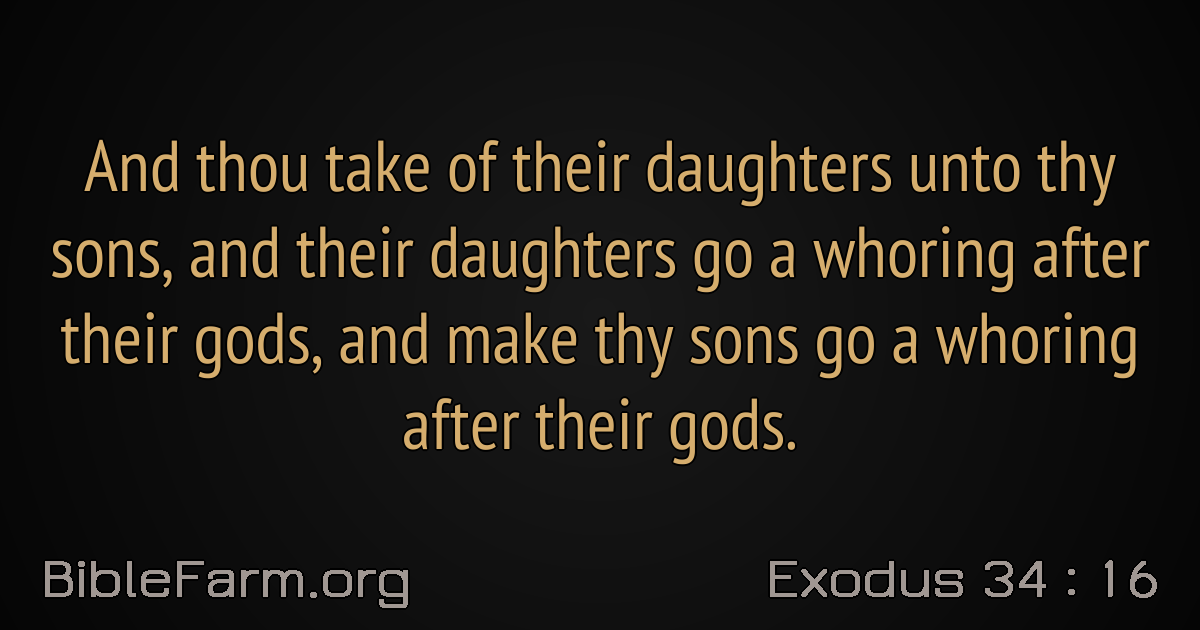 And thou take of their daughters unto thy
sons, and their daughters go a whoring after
their gods, and make thy sons go a whoring
after their gods.
BibleFarm.org
Exodus 34 : 16